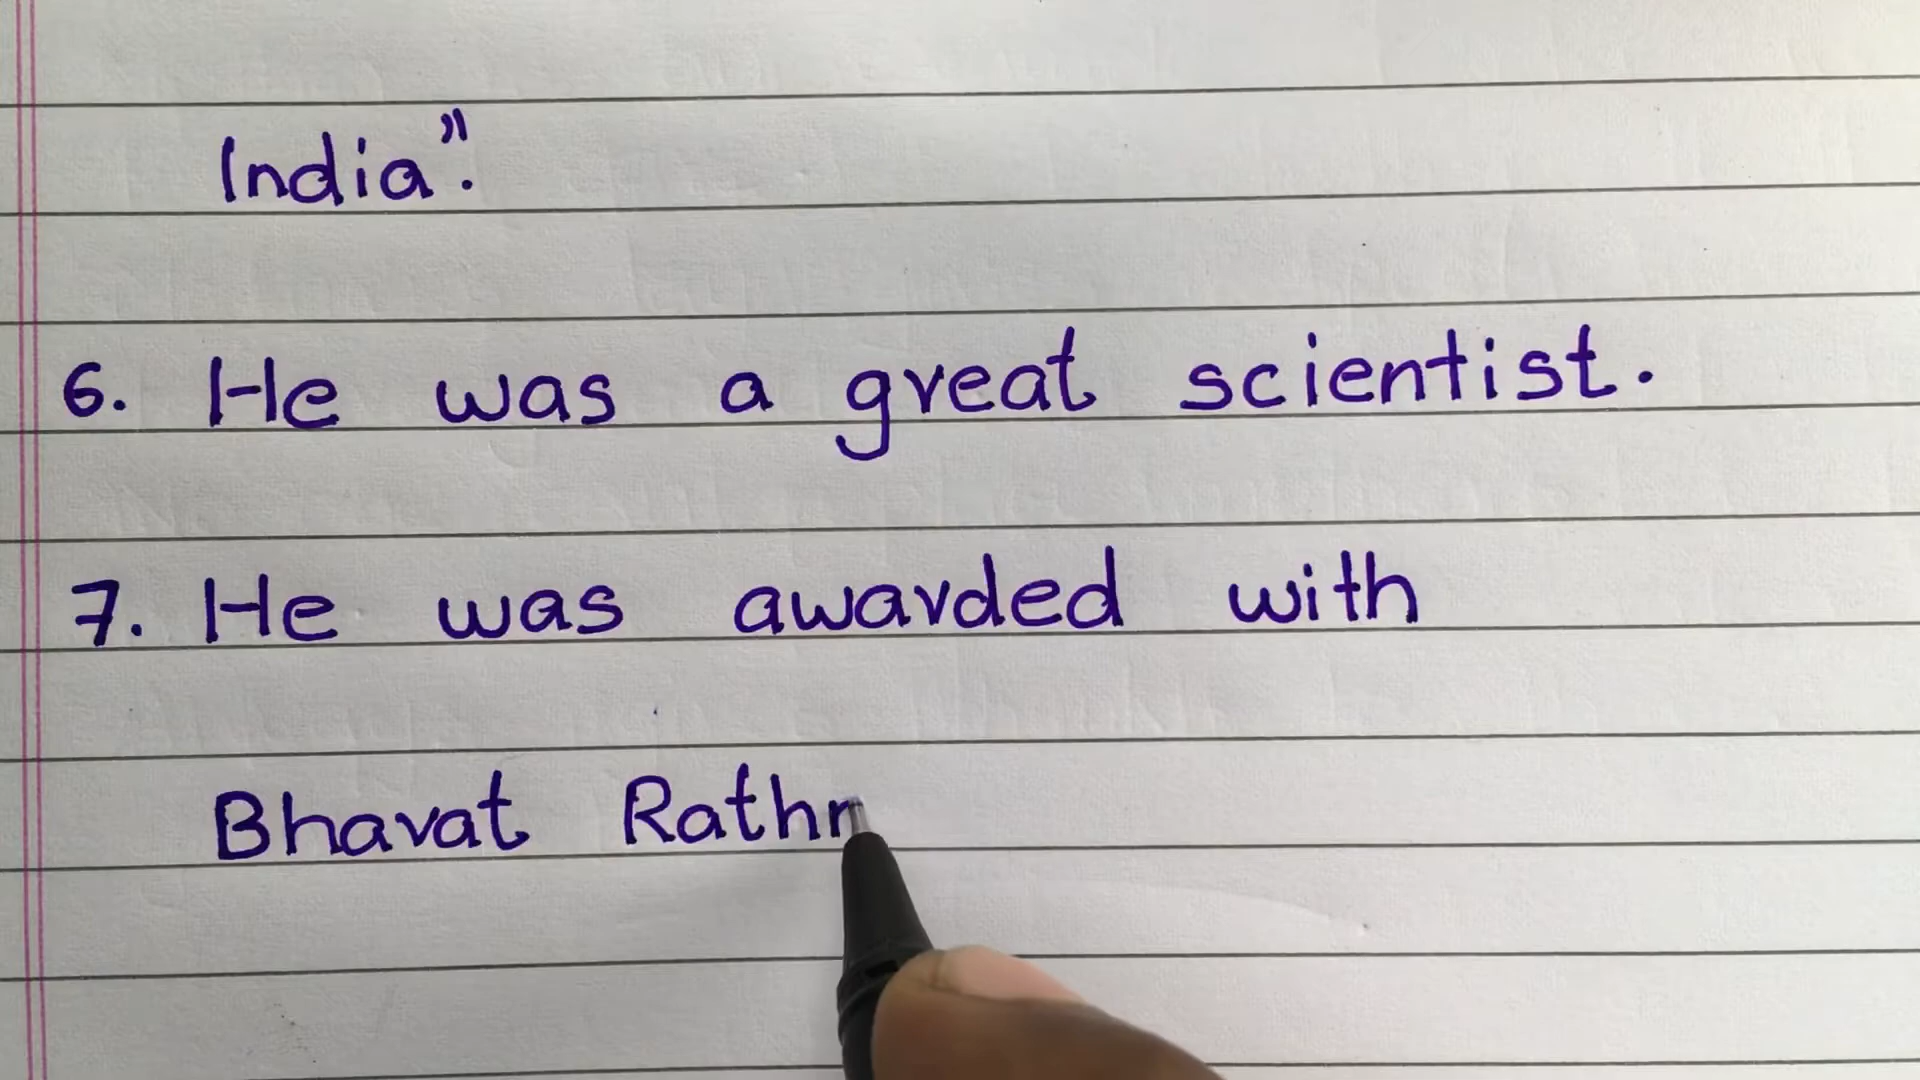 India".
6. He was a great scientist.
7. He was awarded with
Bharat Rathn